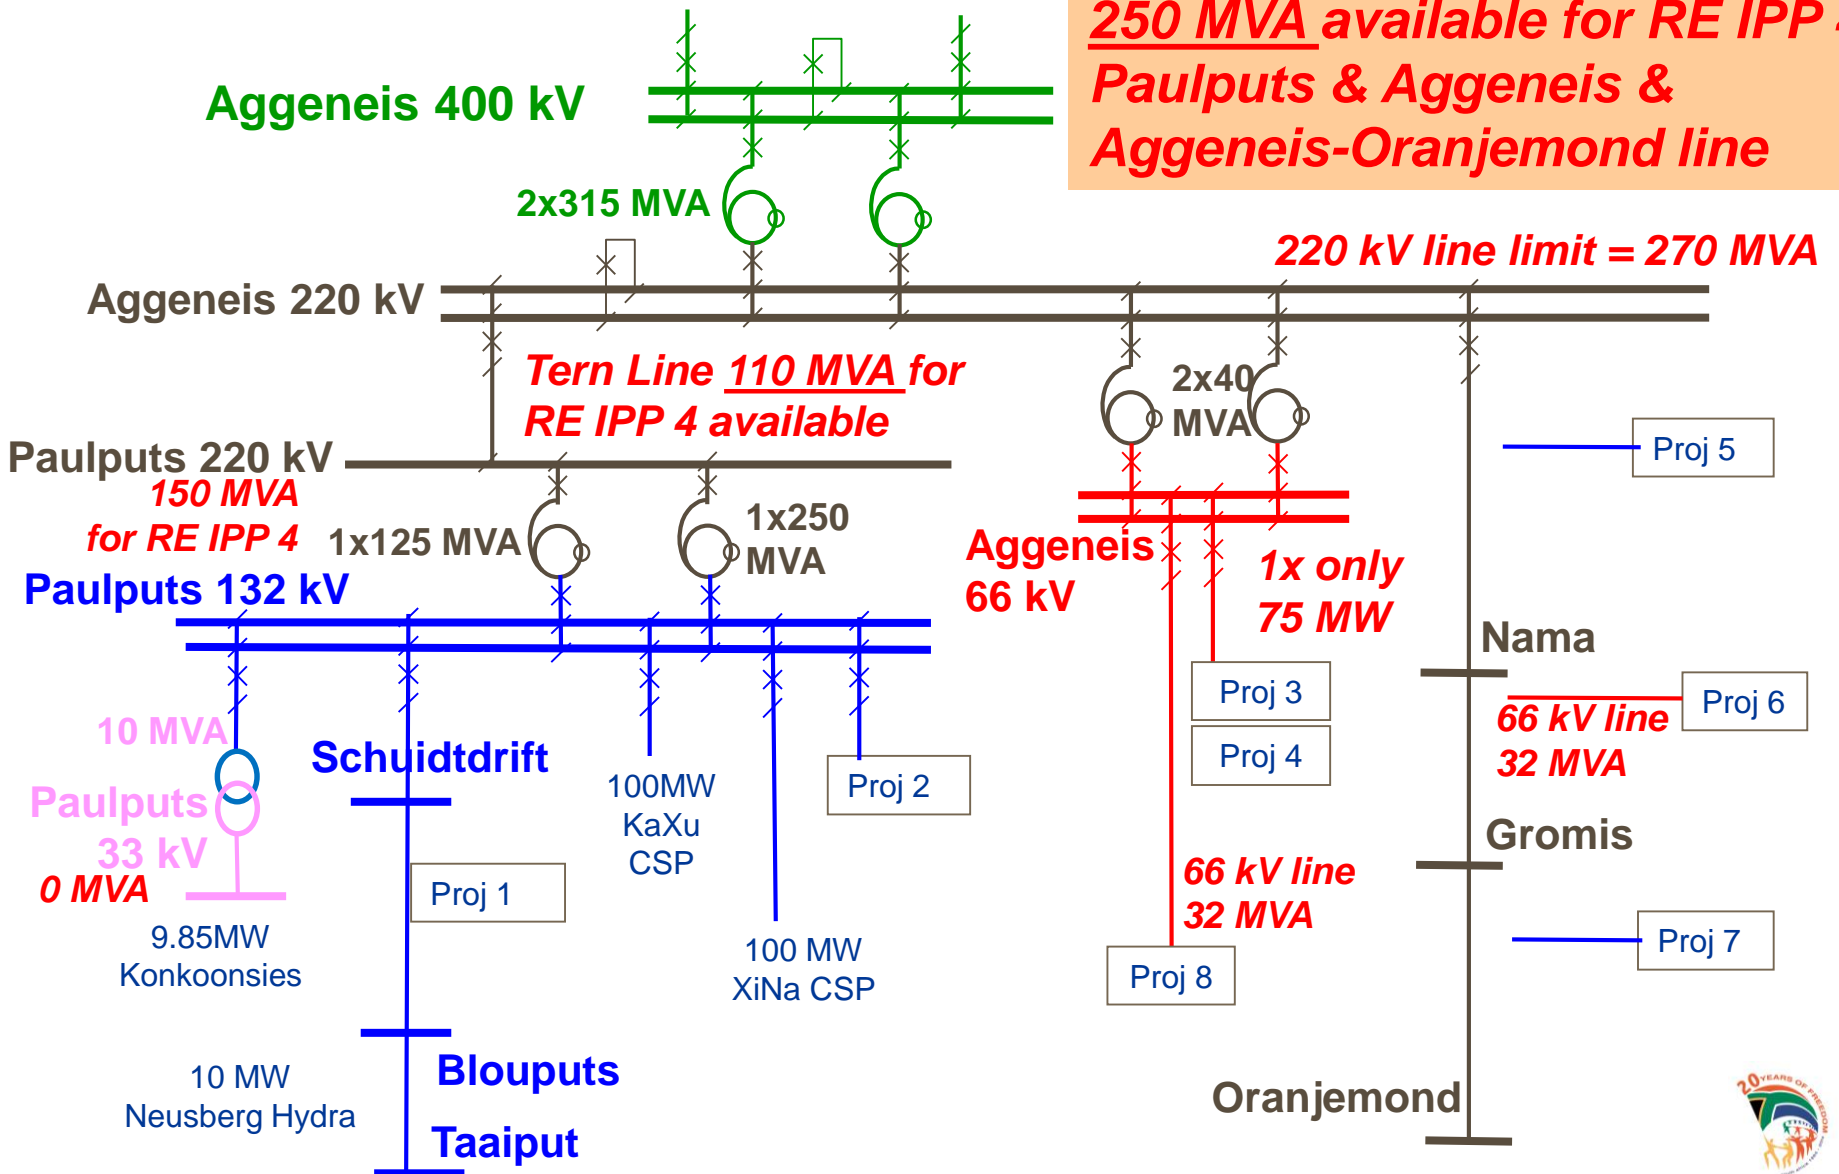 250 MVA available for RE IPP
Paulputs & Aggeneis &
Aggeneis-Oranjemond line
Aggeneis 400 kV
2x315 MVA
220 kV line limit = 270 MVA
Aggeneis 220 kV
Tern Line 110 MVA for
RE IPP 4 available
2x40
MVA
Paulputs 220 kV
150 MVA
for RE IPP 4
1x125 MVA
1x250
MVA
Proj 5
Aggeneis
66 kV
1x only
75 MW
Paulputs 132 kV
Nama
Proj 3
Proj 4
Proj 6
66 kV line
32 MVA
10 MVA
Paulputs
33 kV
0 MVA
Schuidtdrift
100MW
KaXu
CSP
Proj 2
Gromis
Proj 1
66 kV line
32 MVA
9.85MW
Konkoonsies
100 MW
XiNa CSP
Proj 8
Proj 7
10 MW
Neusberg Hydra
Blouputs
Taaiput
Oranjemond
20 YEARS OF FREEDOM